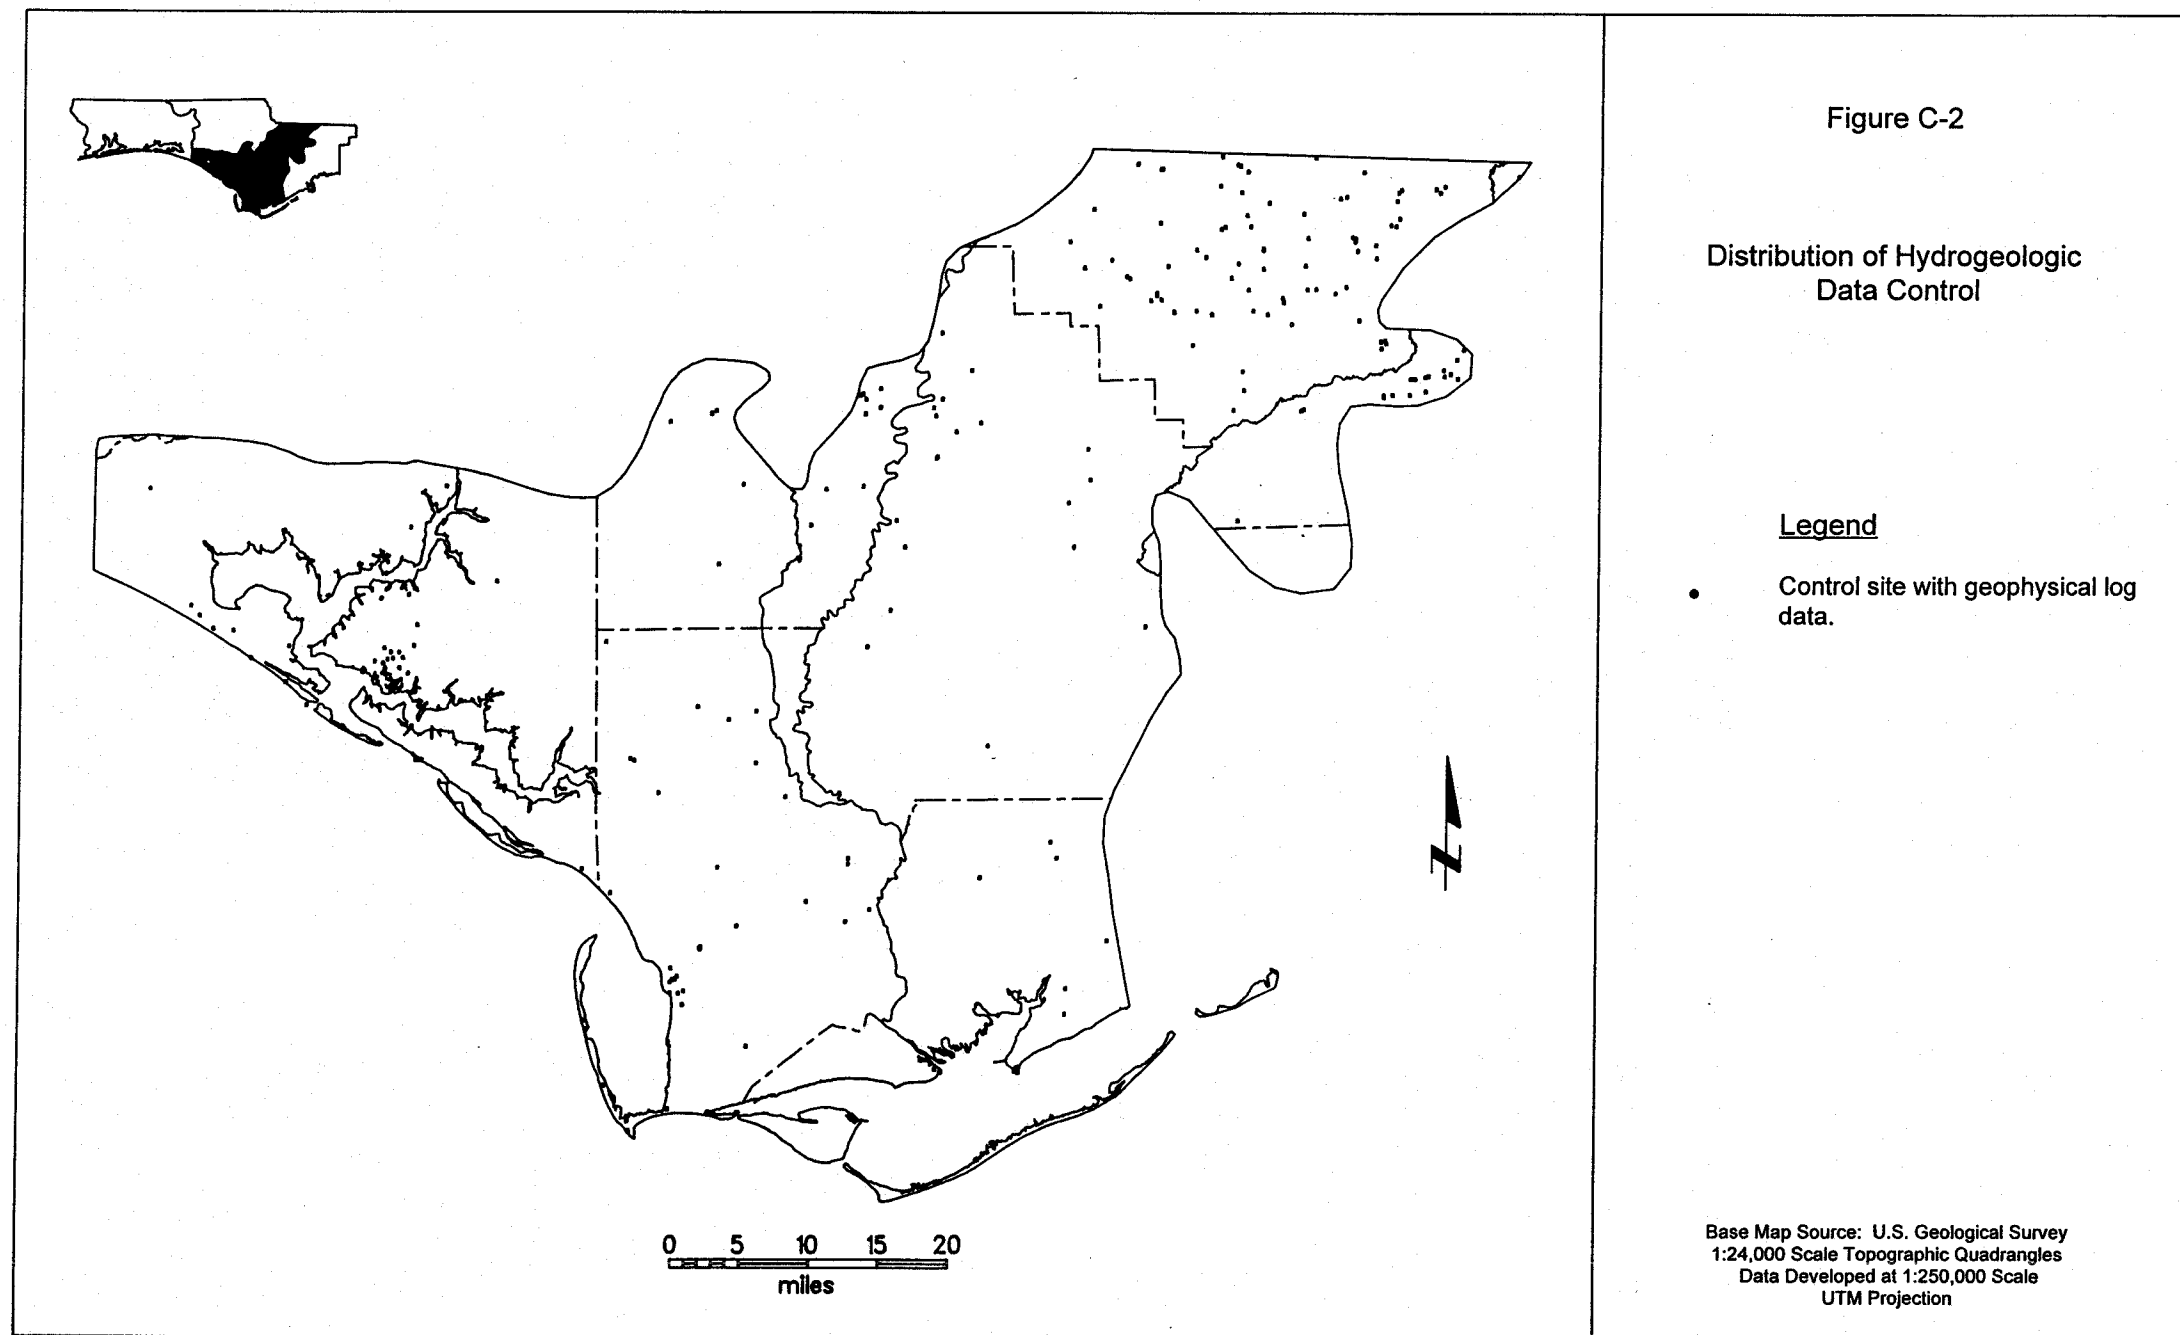 Figure C-2
Distribution of Hydrogeologic
Data Control
Legend
Control site with geophysical log
data.
0 5 10 15 20
miles
Base Map Source: U.S. Geological Survey
1:24,000 Scale Topographic Quadrangles
Data Developed at 1:250,000 Scale
UTM Projection